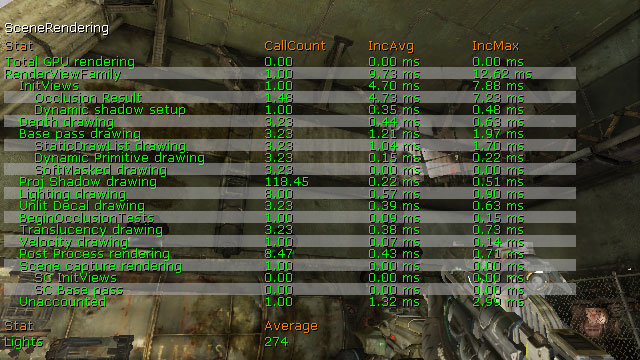 SceneRendering
Stat CallCount IncAvg IncMax
Total GPU rendering 0.00 0.00 ms 0.00 ms
RenderViewFamily 1.00 9.73 ms 12.62 ms
InitViews 1.00 4.70 ms 7.88 ms
Occlusion Result 1.48 4.73 ms 7.23 ms
Dynamic shadow setup 1.00 0.35 ms 0.48 ms
Depth drawing 3.23 0.44 ms 0.63 ms
Base pass drawing 3.23 1.21 ms 1.97 ms
StaticDrawList drawing 3.23 1.04 ms 1.70 ms
Dynamic Primitive drawing 3.23 0.15 ms 0.22 ms
SoftMasked drawing 3.23 0.00 ms 0.00 ms
Proj Shadow drawing 118.45 0.22 ms 0.51 ms
Lighting drawing 8.00 0.57 ms 0.90 ms
Unlit Decal drawing 3.23 0.39 ms 0.63 ms
BeginOcclusionTests 1.00 0.09 ms 0.15 ms
Translucency drawing 3.23 0.38 ms 0.73 ms
Velocity drawing 1.00 0.07 ms 0.14 ms
Post Process rendering 8.47 0.43 ms 0.71 ms
Scene capture rendering 1.00 0.00 ms 0.00 ms
SC InitViews 0.00 0.00 ms 0.00 ms
SC Base pass 0.00 0.00 ms 0.00 ms
Unaccounted 1.00 1.32 ms 2.99 ms
Stat Average
Lights 274